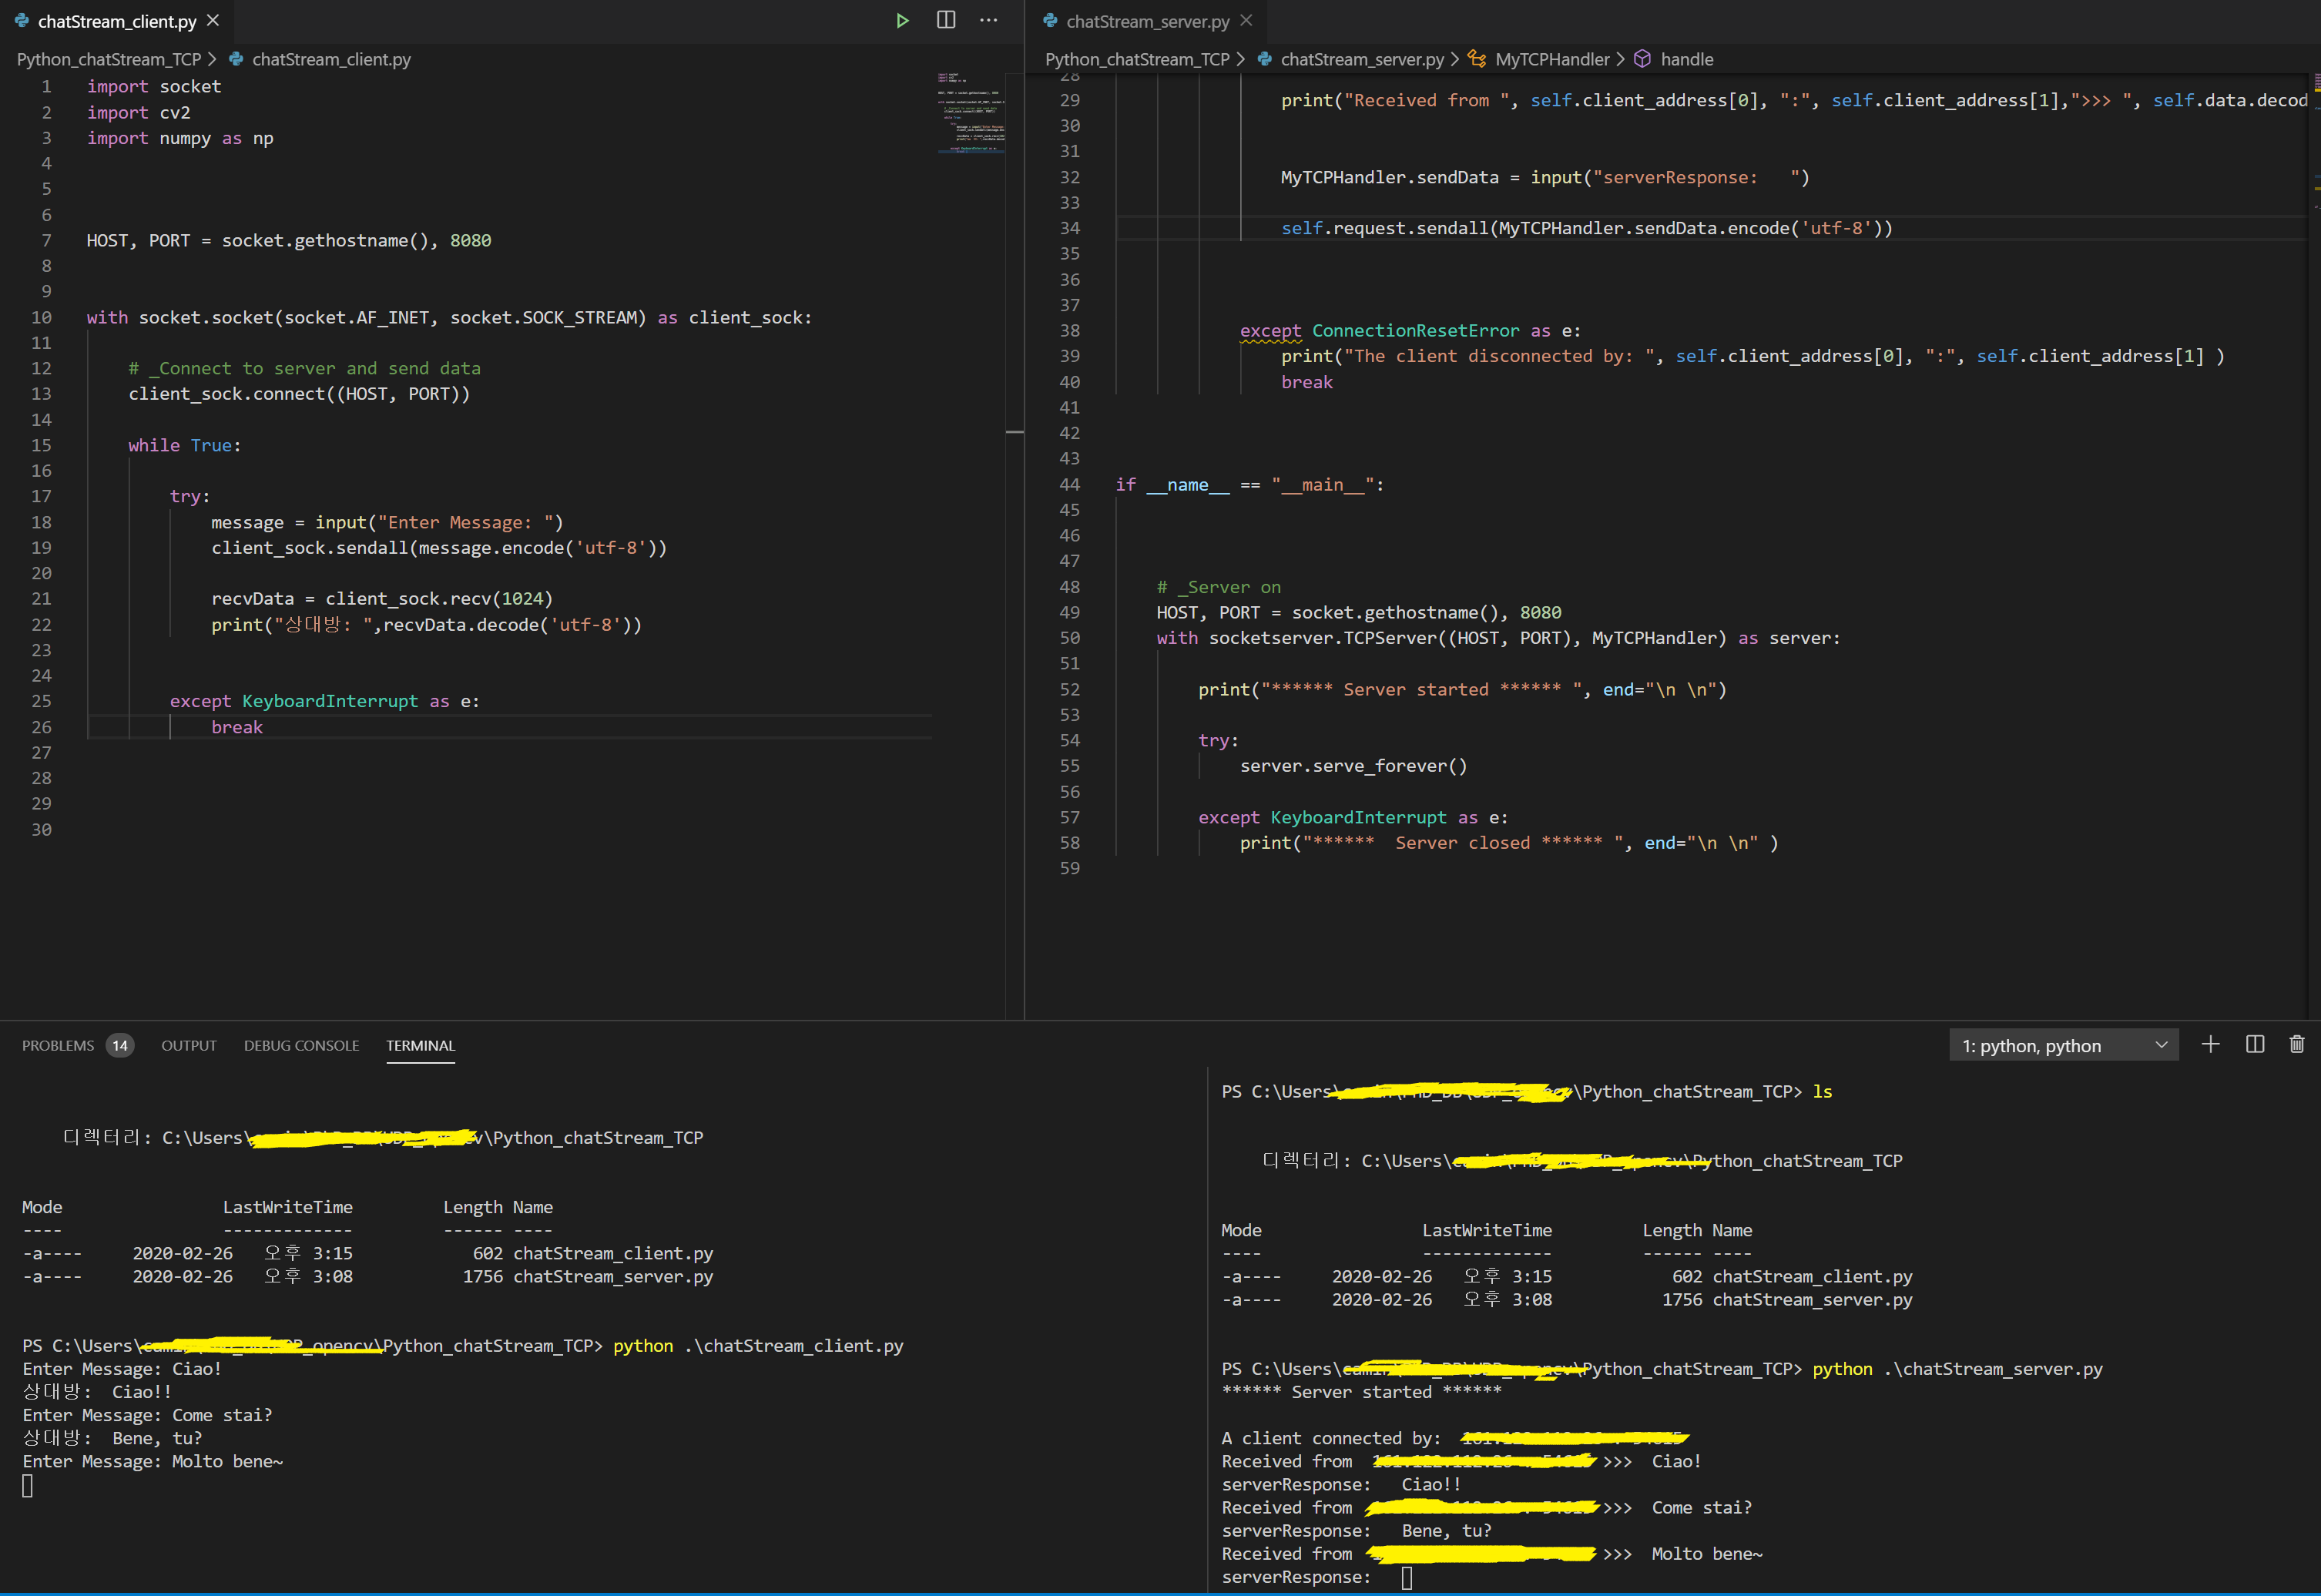 chatStream_client.py
Python_chatStream_TCP > chatStream_client.py
1 import socket
2 import cv2
3 import numpy as np
4
5
6
7 HOST, PORT = socket.gethostname(), 8080
8
9
10 with socket.socket(socket.AF_INET, socket.SOCK_STREAM) as client_sock:
11
12 # _Connect to server and send data
13 client_sock.connect((HOST, PORT))
14
15 while True:
16
17 try:
18 message = input("Enter Message: ")
19 client_sock.sendall(message.encode('utf-8'))
20
21 recvData = client_sock.recv(1024)
22 print("상대방: ",recvData.decode('utf-8'))
23
24
25 except KeyboardInterrupt as e:
26 break
27
28
29
30
chatStream_server.py
Python_chatStream_TCP > chatStream_server.py > MyTCPHandler > handle
28
29 print("Received from ", self.client_address[0], ":", self.client_address[1],">>> ", self.data.decod
30
31
32 MyTCPHandler.sendData = input("serverResponse:   ")
33
34 self.request.sendall(MyTCPHandler.sendData.encode('utf-8'))
35
36
37
38 except ConnectionResetError as e:
39 print("The client disconnected by: ", self.client_address[0], ":", self.client_address[1] )
40 break
41
42
43
44 if __name__ == "__main__":
45
46
47
48 # _Server on
49 HOST, PORT = socket.gethostname(), 8080
50 with socketserver.TCPServer((HOST, PORT), MyTCPHandler) as server:
51
52 print("****** Server started ****** ", end="\n \n")
53
54 try:
55 server.serve_forever()
56
57 except KeyboardInterrupt as e:
58 print("******  Server closed ****** ", end="\n \n" )
59
PROBLEMS 14 OUTPUT DEBUG CONSOLE TERMINAL
1: python, python
디렉터리: C:\Users\ \Python_chatStream_TCP
Mode LastWriteTime Length Name
---- ------------- ------ ----
-a---- 2020-02-26 오후 3:15 602 chatStream_client.py
-a---- 2020-02-26 오후 3:08 1756 chatStream_server.py
PS C:\Users\ _opencv\Python_chatStream_TCP> python .\chatStream_client.py
Enter Message: Ciao!
상대방:  Ciao!!
Enter Message: Come stai?
상대방:  Bene, tu?
Enter Message: Molto bene~
PS C:\Users\ \Python_chatStream_TCP> ls
디렉터리: C:\Users\ \Python_chatStream_TCP
Mode LastWriteTime Length Name
---- ------------- ------ ----
-a---- 2020-02-26 오후 3:15 602 chatStream_client.py
-a---- 2020-02-26 오후 3:08 1756 chatStream_server.py
PS C:\Users\ \Python_chatStream_TCP> python .\chatStream_server.py
****** Server started ******
A client connected by:
Received from >>> Ciao!
serverResponse:   Ciao!!
Received from >>> Come stai?
serverResponse:   Bene, tu?
Received from >>> Molto bene~
serverResponse: